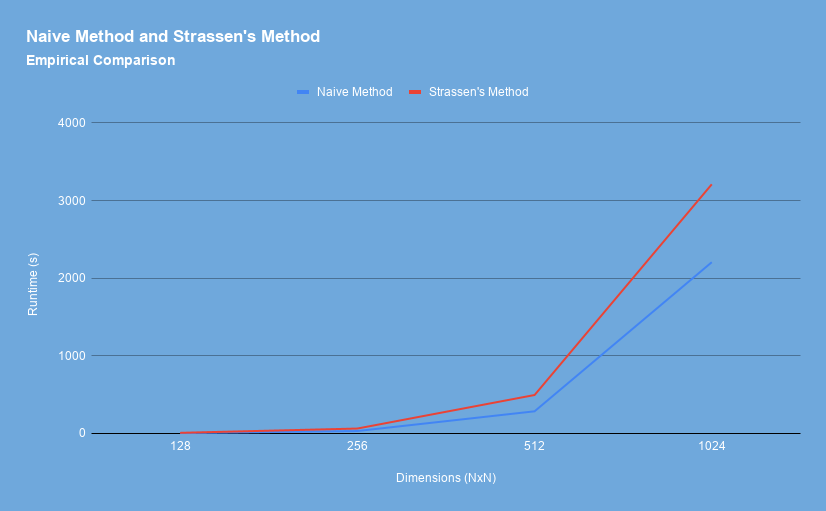 Naive Method and Strassen's Method
Empirical Comparison
Naive Method Strassen's Method
4000
3000
2000
1000
0
Runtime (s)
128 256 512 1024
Dimensions (NxN)